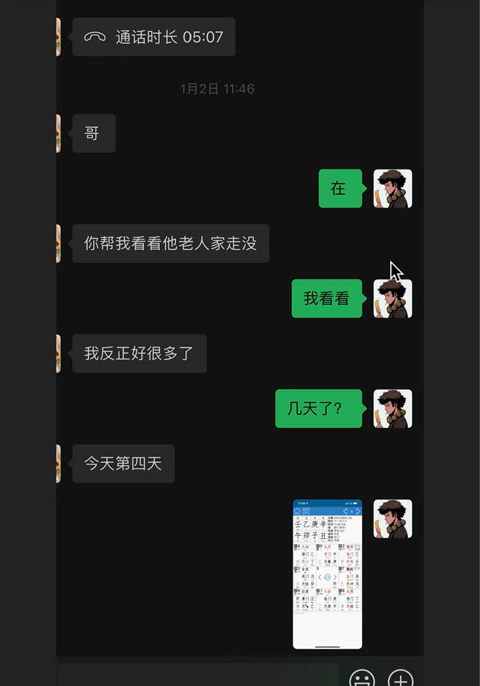 通话时长 05:07
1月2日 11:46
哥
在
你帮我看看他老人家走没
我看看
我反正好很多了
几天了？
今天第四天
壬乙庚辛
午卯子丑